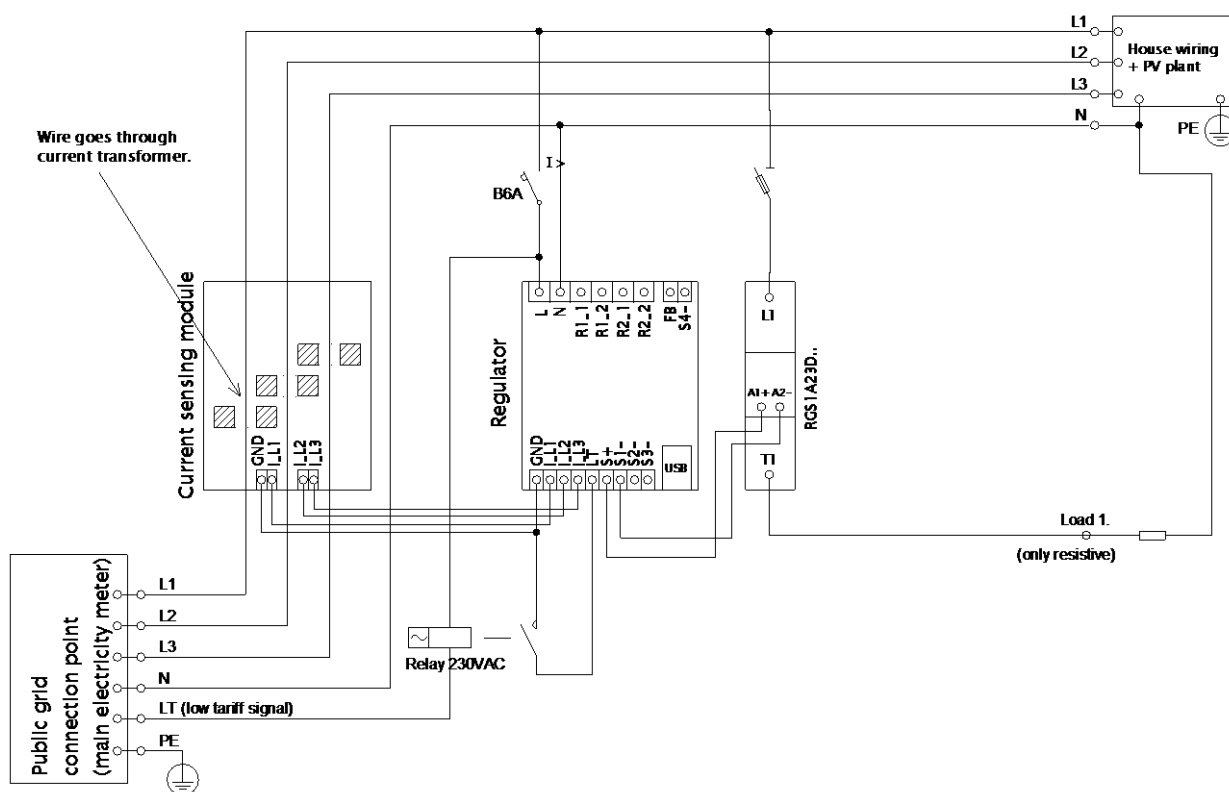 L1
L2
L3
N
House wiring
+ PV plant
PE
Wire goes through
current transformer.
I >
B6A
Current sensing module
GND
I_L1
I_L2
I_L3
Regulator
L
N
R1_1
R1_2
R2_1
R2_2
FB
S4-
GND
I_L1
I_L2
I_L3
LT
S+
S1-
S2-
S3-
USB
L1
A1+ A2-
T1
RGS1A23D..
Load 1.
(only resistive)
Relay 230VAC
Public grid
connection point
(main electricity meter)
L1
L2
L3
N
LT (low tariff signal)
PE